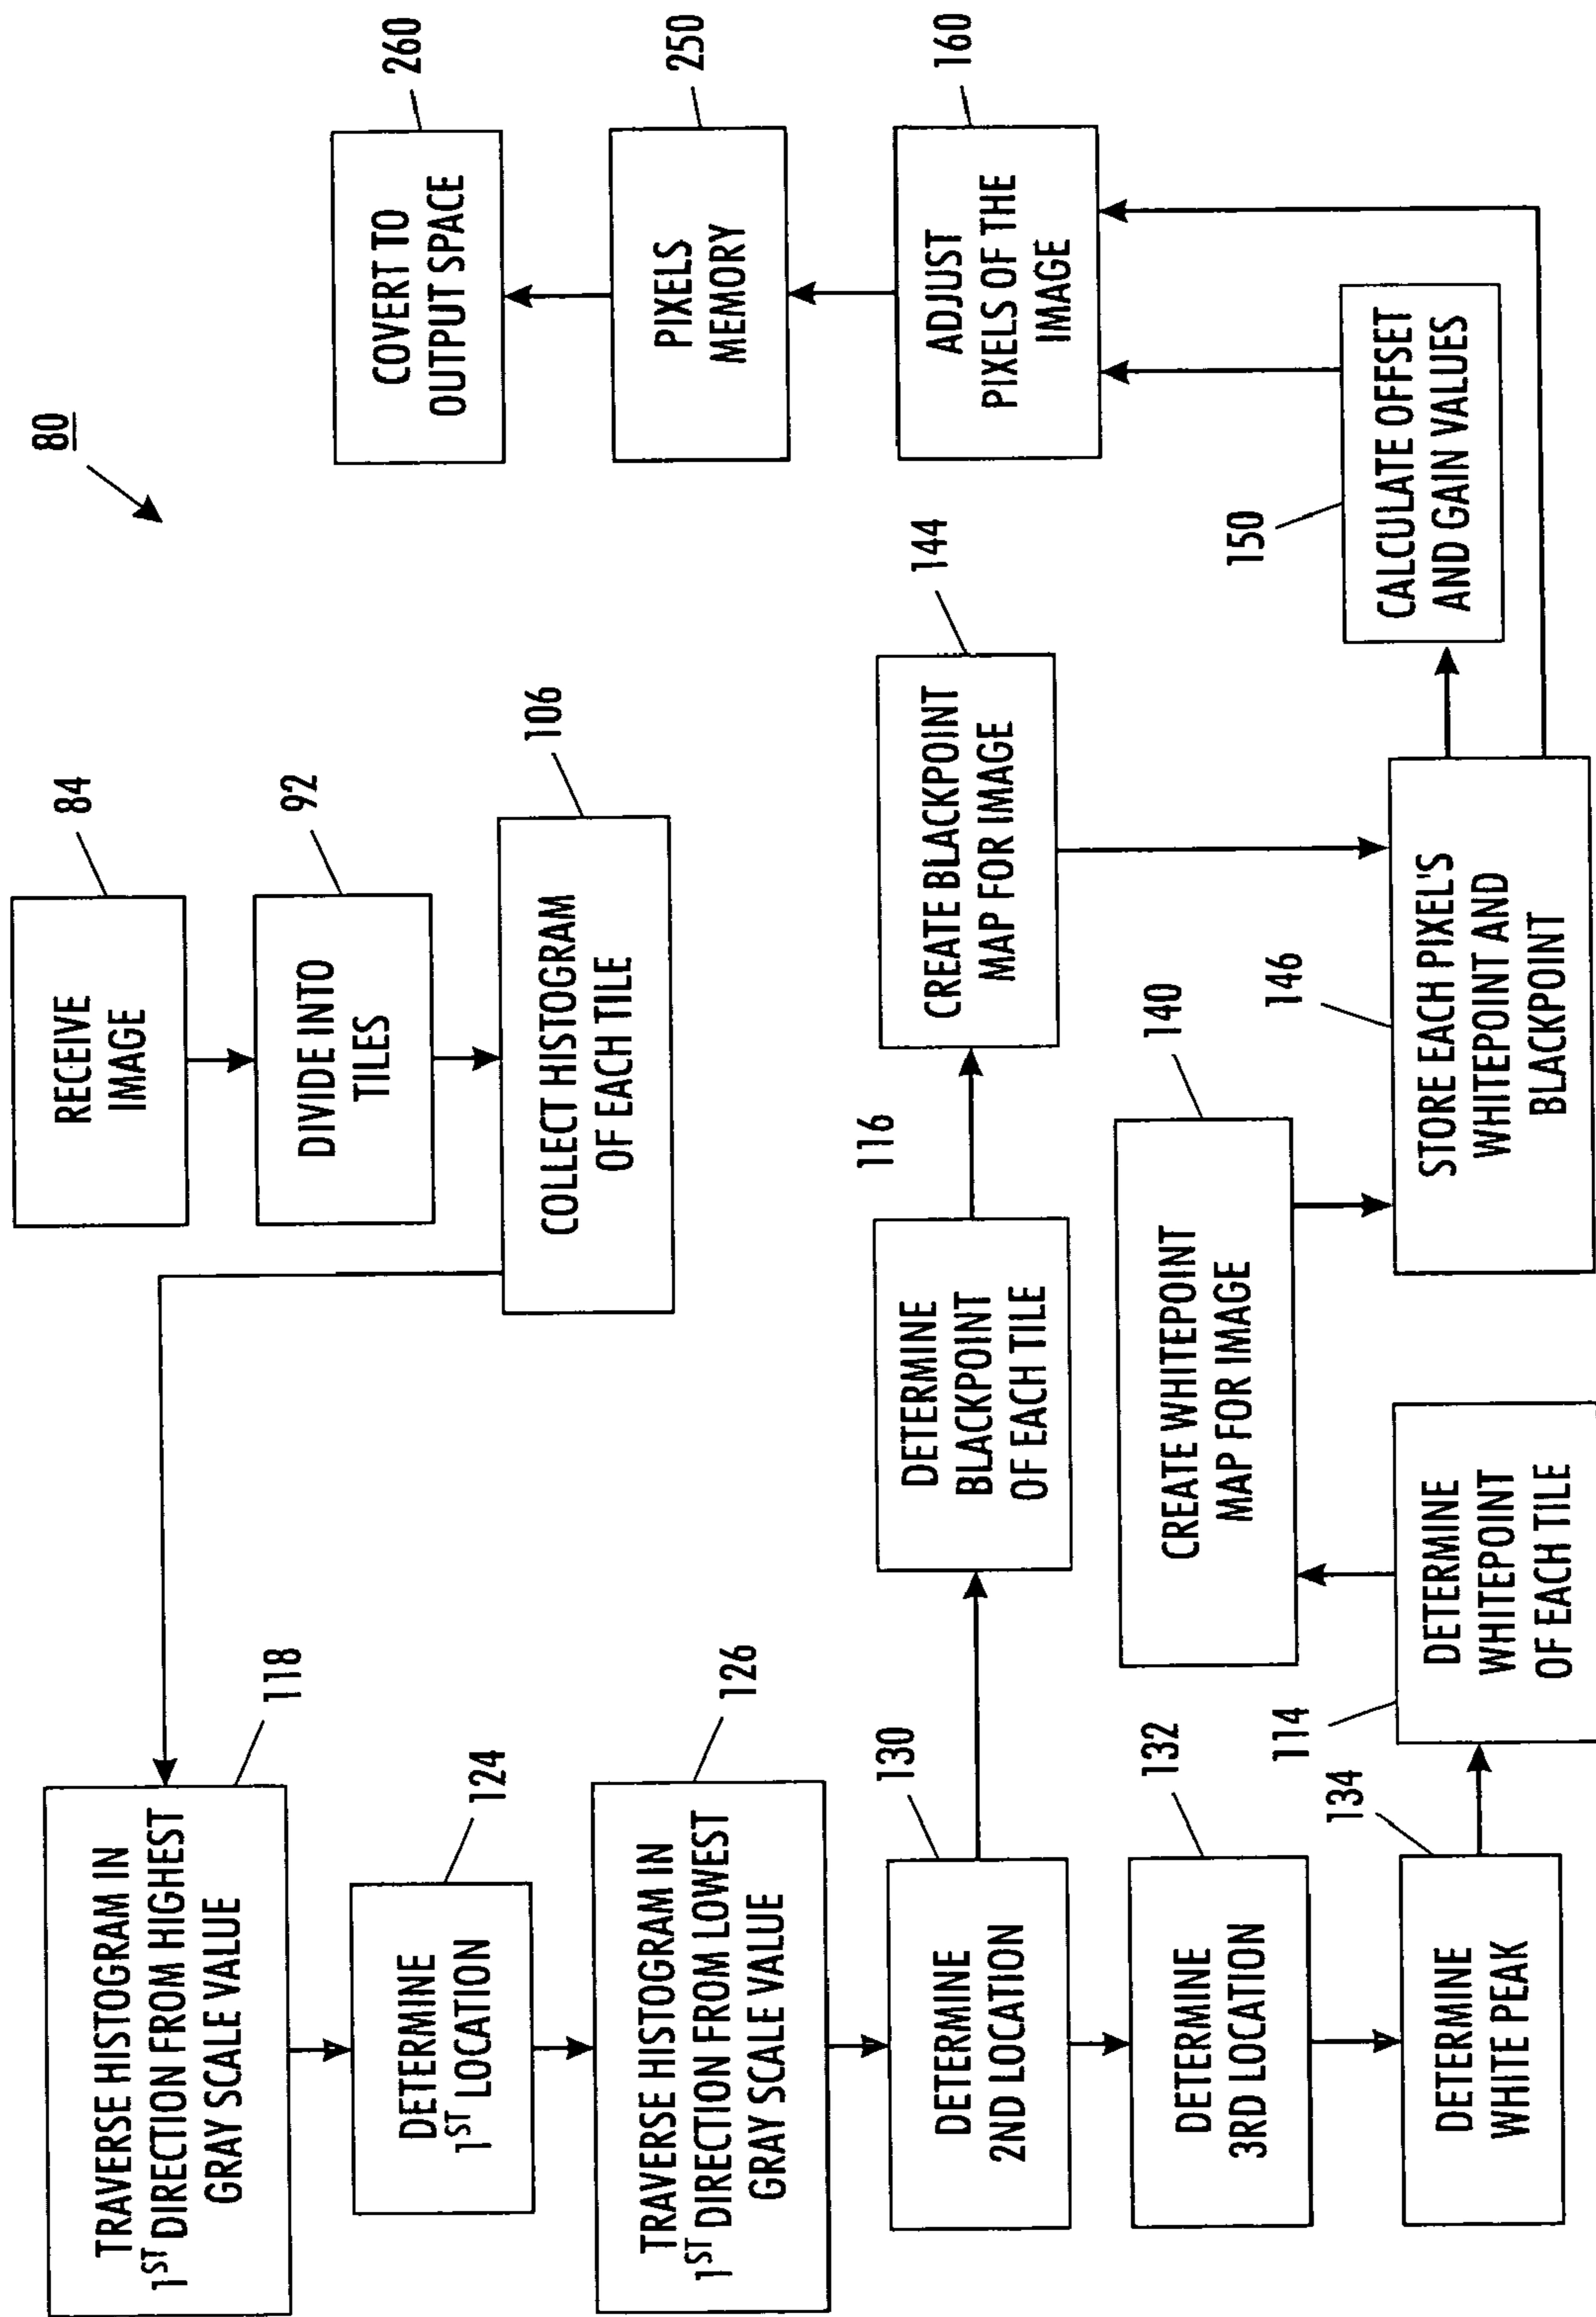 80
RECEIVE
IMAGE
84
DIVIDE INTO
TILES
92
COLLECT HISTOGRAM
OF EACH TILE
106
TRAVERSE HISTOGRAM IN
1ST DIRECTION FROM HIGHEST
GRAY SCALE VALUE
118
DETERMINE
1ST LOCATION
124
TRAVERSE HISTOGRAM IN
1ST DIRECTION FROM LOWEST
GRAY SCALE VALUE
126
DETERMINE
2ND LOCATION
130
DETERMINE
3RD LOCATION
132
DETERMINE
WHITE PEAK
134
DETERMINE
BLACKPOINT
OF EACH TILE
116
CREATE BLACKPOINT
MAP FOR IMAGE
144
DETERMINE
WHITEPOINT
OF EACH TILE
114
CREATE WHITEPOINT
MAP FOR IMAGE
140
STORE EACH PIXEL'S
WHITEPOINT AND
BLACKPOINT
146
CALCULATE OFFSET
AND GAIN VALUES
150
ADJUST
PIXELS OF THE
IMAGE
160
PIXELS
MEMORY
250
COVERT TO
OUTPUT SPACE
260